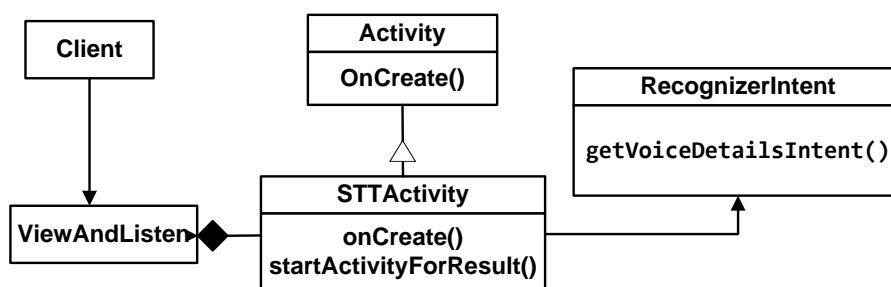 Client
Activity
OnCreate()
RecognizerIntent
getVoiceDetailsIntent()
ViewAndListen
STTActivity
onCreate()
startActivityForResult()